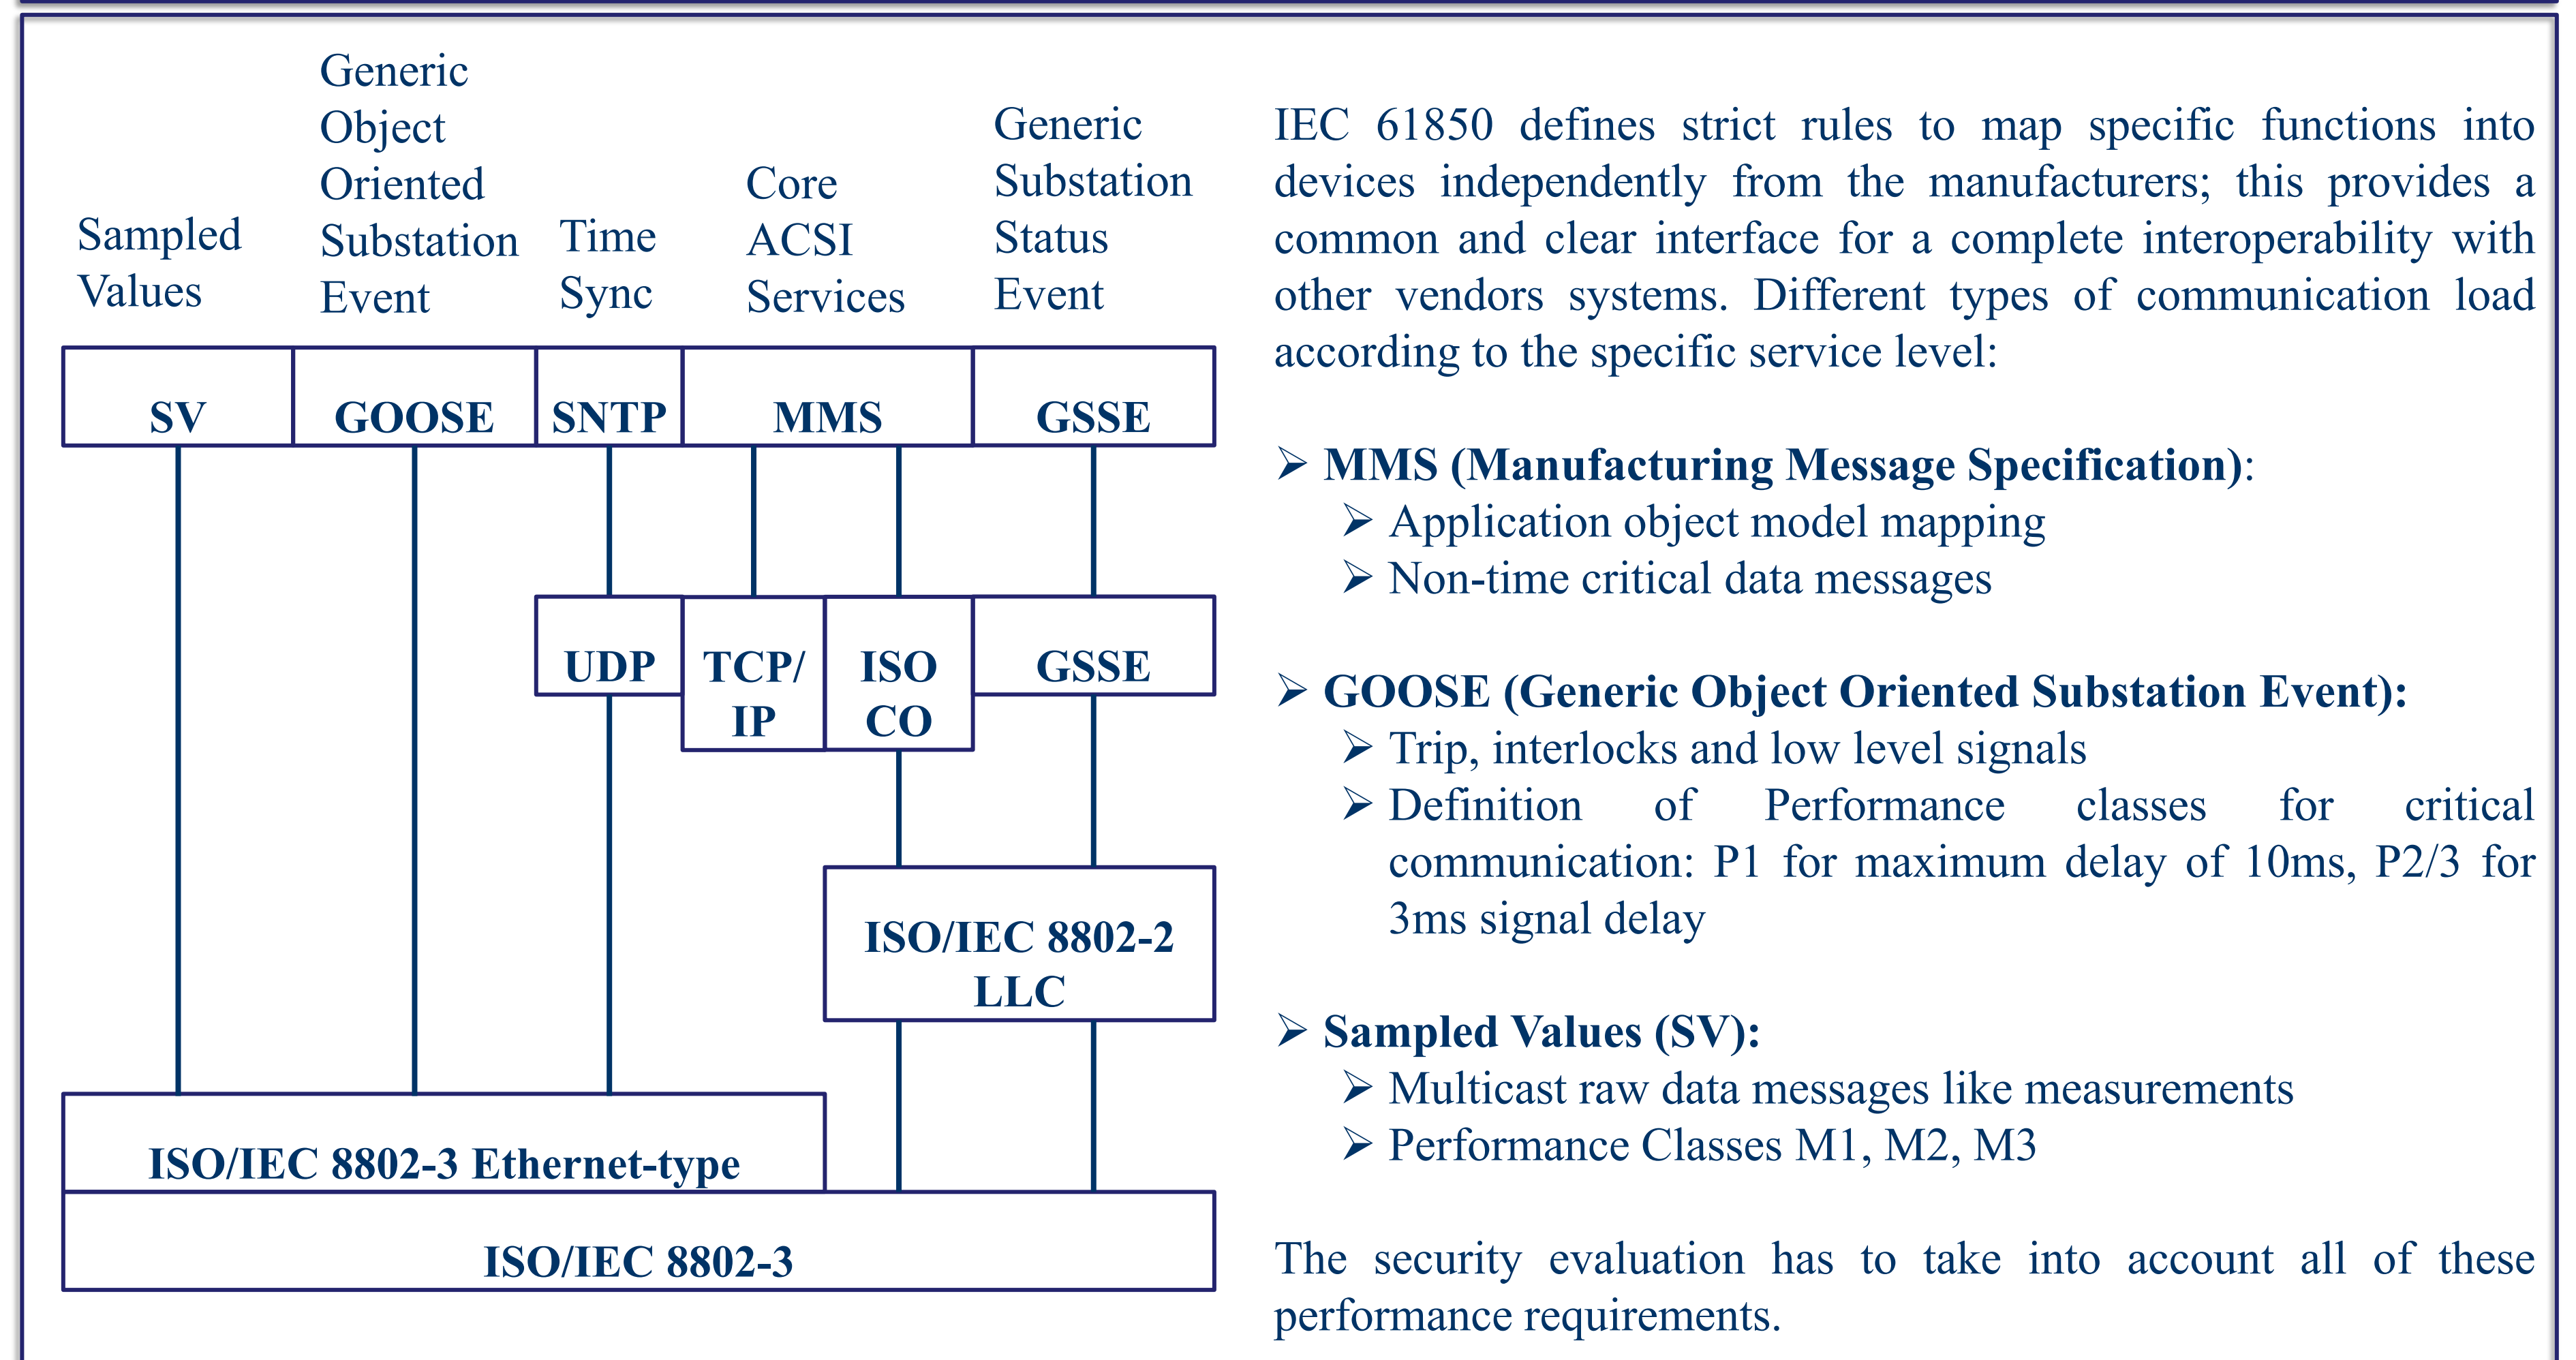 Generic
Object
Oriented
Substation
Event
Sampled
Values
Time
Sync
Core
ACSI
Services
Generic
Substation
Status
Event
SV
GOOSE
SNTP
MMS
GSSE
UDP
TCP/
IP
ISO
CO
GSSE
ISO/IEC 8802-2
LLC
ISO/IEC 8802-3 Ethernet-type
ISO/IEC 8802-3
IEC 61850 defines strict rules to map specific functions into
devices independently from the manufacturers; this provides a
common and clear interface for a complete interoperability with
other vendors systems. Different types of communication load
according to the specific service level:
➢ MMS (Manufacturing Message Specification):
➢ Application object model mapping
➢ Non-time critical data messages
➢ GOOSE (Generic Object Oriented Substation Event):
➢ Trip, interlocks and low level signals
➢ Definition of Performance classes for critical
communication: P1 for maximum delay of 10ms, P2/3 for
3ms signal delay
➢ Sampled Values (SV):
➢ Multicast raw data messages like measurements
➢ Performance Classes M1, M2, M3
The security evaluation has to take into account all of these
performance requirements.